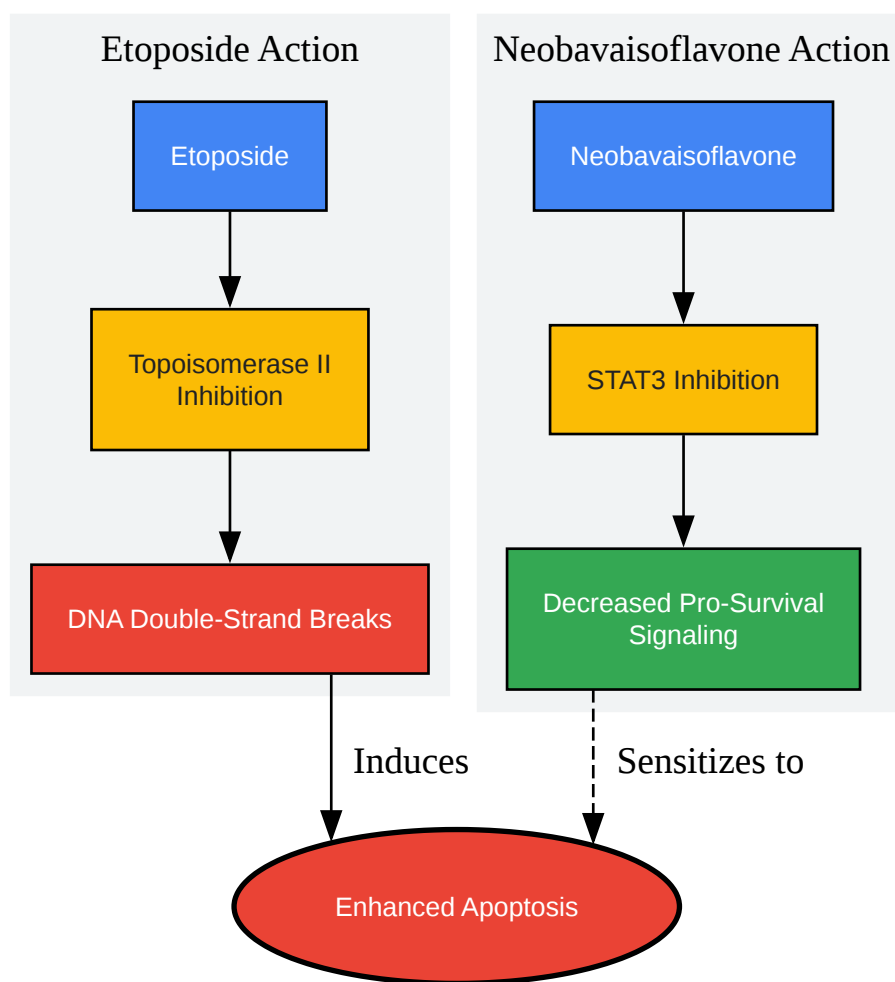 Etoposide Action
Etoposide
Topoisomerase II
Inhibition
DNA Double-Strand Breaks
Neobavaisoflavone Action
Neobavaisoflavone
STAT3 Inhibition
Decreased Pro-Survival
Signaling
Induces
Sensitizes to
Enhanced Apoptosis